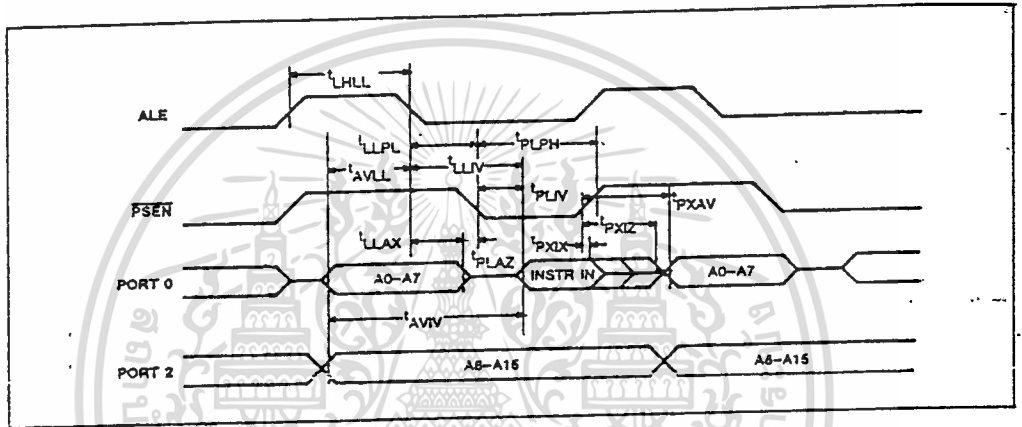 tLHLL
ALE
tLLPL
tPLPH
tAVLL
tLLIV
tPLIV
PSEN
tPXAV
tLLAX
tPXIZ
tPLAZ
tPXIX
PORT 0
A0-A7
INSTR IN
A0-A7
tAVIV
PORT 2
A8-A15
A8-A15